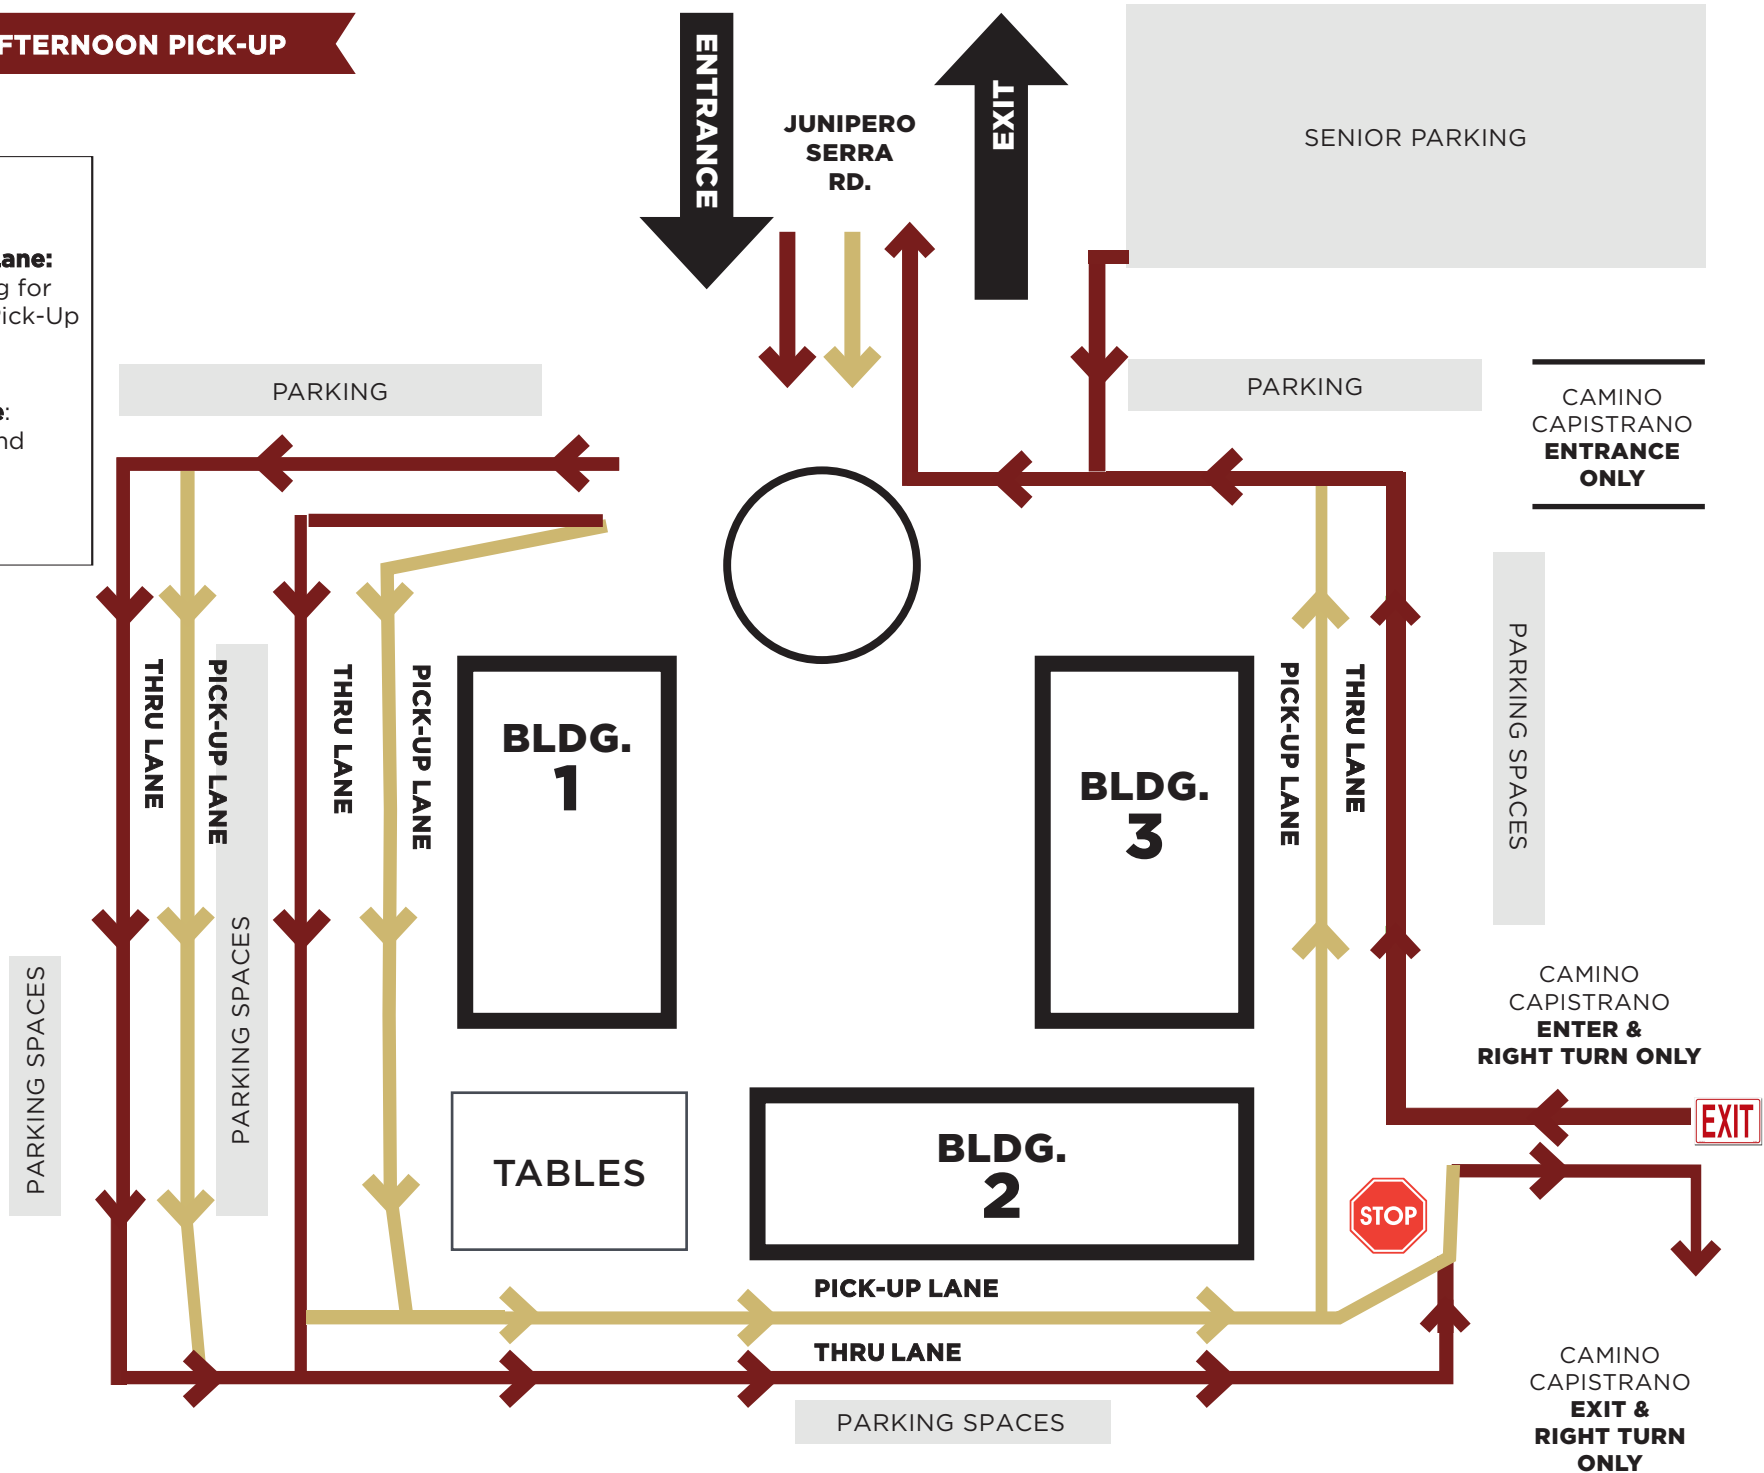 FTERNOON PICK-UP
ENTRANCE
JUNIPERO
SERRA
RD.
EXIT
SENIOR PARKING
ane:
g for
Pick-Up
e:
nd
PARKING
PARKING
CAMINO
CAPISTRANO
ENTRANCE
ONLY
THRU LANE
PICK-UP LANE
THRU LANE
PICK-UP LANE
BLDG.
1
BLDG.
3
PICK-UP LANE
THRU LANE
PARKING SPACES
PARKING SPACES
PARKING SPACES
CAMINO
CAPISTRANO
ENTER &
RIGHT TURN ONLY
EXIT
TABLES
BLDG.
2
STOP
PICK-UP LANE
THRU LANE
PARKING SPACES
CAMINO
CAPISTRANO
EXIT &
RIGHT TURN
ONLY